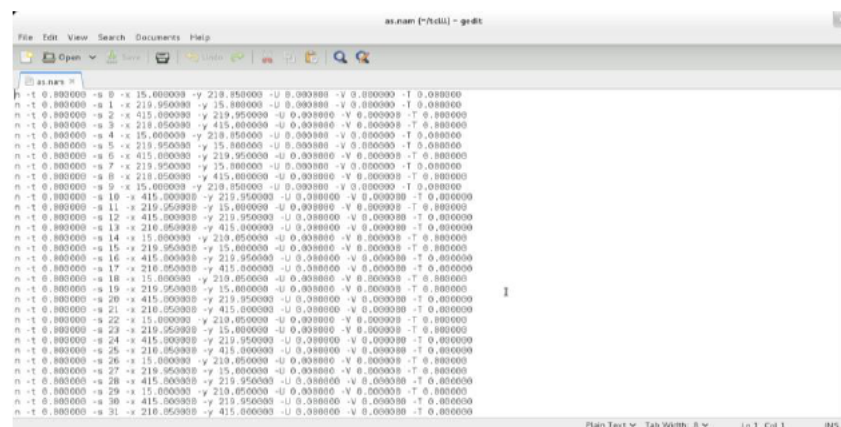 as.nam (~/tclll) - gedit
File Edit View Search Documents Help
Open Save Undo
as.nam ×
n -t 0.000000 -s 0 -x 15.000000 -y 210.050000 -U 0.000000 -V 0.000000 -T 0.000000
n -t 0.000000 -s 1 -x 219.950000 -y 15.000000 -U 0.000000 -V 0.000000 -T 0.000000
n -t 0.000000 -s 2 -x 415.000000 -y 219.950000 -U 0.000000 -V 0.000000 -T 0.000000
n -t 0.000000 -s 3 -x 210.050000 -y 415.000000 -U 0.000000 -V 0.000000 -T 0.000000
n -t 0.000000 -s 4 -x 15.000000 -y 210.050000 -U 0.000000 -V 0.000000 -T 0.000000
n -t 0.000000 -s 5 -x 219.950000 -y 15.000000 -U 0.000000 -V 0.000000 -T 0.000000
n -t 0.000000 -s 6 -x 415.000000 -y 219.950000 -U 0.000000 -V 0.000000 -T 0.000000
n -t 0.000000 -s 7 -x 219.950000 -y 15.000000 -U 0.000000 -V 0.000000 -T 0.000000
n -t 0.000000 -s 8 -x 210.050000 -y 415.000000 -U 0.000000 -V 0.000000 -T 0.000000
n -t 0.000000 -s 9 -x 15.000000 -y 210.050000 -U 0.000000 -V 0.000000 -T 0.000000
n -t 0.000000 -s 10 -x 415.000000 -y 219.950000 -U 0.000000 -V 0.000000 -T 0.000000
n -t 0.000000 -s 11 -x 219.950000 -y 15.000000 -U 0.000000 -V 0.000000 -T 0.000000
n -t 0.000000 -s 12 -x 415.000000 -y 219.950000 -U 0.000000 -V 0.000000 -T 0.000000
n -t 0.000000 -s 13 -x 210.050000 -y 415.000000 -U 0.000000 -V 0.000000 -T 0.000000
n -t 0.000000 -s 14 -x 15.000000 -y 210.050000 -U 0.000000 -V 0.000000 -T 0.000000
n -t 0.000000 -s 15 -x 219.950000 -y 15.000000 -U 0.000000 -V 0.000000 -T 0.000000
n -t 0.000000 -s 16 -x 415.000000 -y 219.950000 -U 0.000000 -V 0.000000 -T 0.000000
n -t 0.000000 -s 17 -x 210.050000 -y 415.000000 -U 0.000000 -V 0.000000 -T 0.000000
n -t 0.000000 -s 18 -x 15.000000 -y 210.050000 -U 0.000000 -V 0.000000 -T 0.000000
n -t 0.000000 -s 19 -x 219.950000 -y 15.000000 -U 0.000000 -V 0.000000 -T 0.000000
n -t 0.000000 -s 20 -x 415.000000 -y 219.950000 -U 0.000000 -V 0.000000 -T 0.000000
n -t 0.000000 -s 21 -x 210.050000 -y 415.000000 -U 0.000000 -V 0.000000 -T 0.000000
n -t 0.000000 -s 22 -x 15.000000 -y 210.050000 -U 0.000000 -V 0.000000 -T 0.000000
n -t 0.000000 -s 23 -x 219.950000 -y 15.000000 -U 0.000000 -V 0.000000 -T 0.000000
n -t 0.000000 -s 24 -x 415.000000 -y 219.950000 -U 0.000000 -V 0.000000 -T 0.000000
n -t 0.000000 -s 25 -x 210.050000 -y 415.000000 -U 0.000000 -V 0.000000 -T 0.000000
n -t 0.000000 -s 26 -x 15.000000 -y 210.050000 -U 0.000000 -V 0.000000 -T 0.000000
n -t 0.000000 -s 27 -x 219.950000 -y 15.000000 -U 0.000000 -V 0.000000 -T 0.000000
n -t 0.000000 -s 28 -x 415.000000 -y 219.950000 -U 0.000000 -V 0.000000 -T 0.000000
n -t 0.000000 -s 29 -x 15.000000 -y 210.050000 -U 0.000000 -V 0.000000 -T 0.000000
n -t 0.000000 -s 30 -x 415.000000 -y 219.950000 -U 0.000000 -V 0.000000 -T 0.000000
n -t 0.000000 -s 31 -x 210.050000 -y 415.000000 -U 0.000000 -V 0.000000 -T 0.000000
Plain Text Tab Width: 8 Ln 1, Col 1 INS